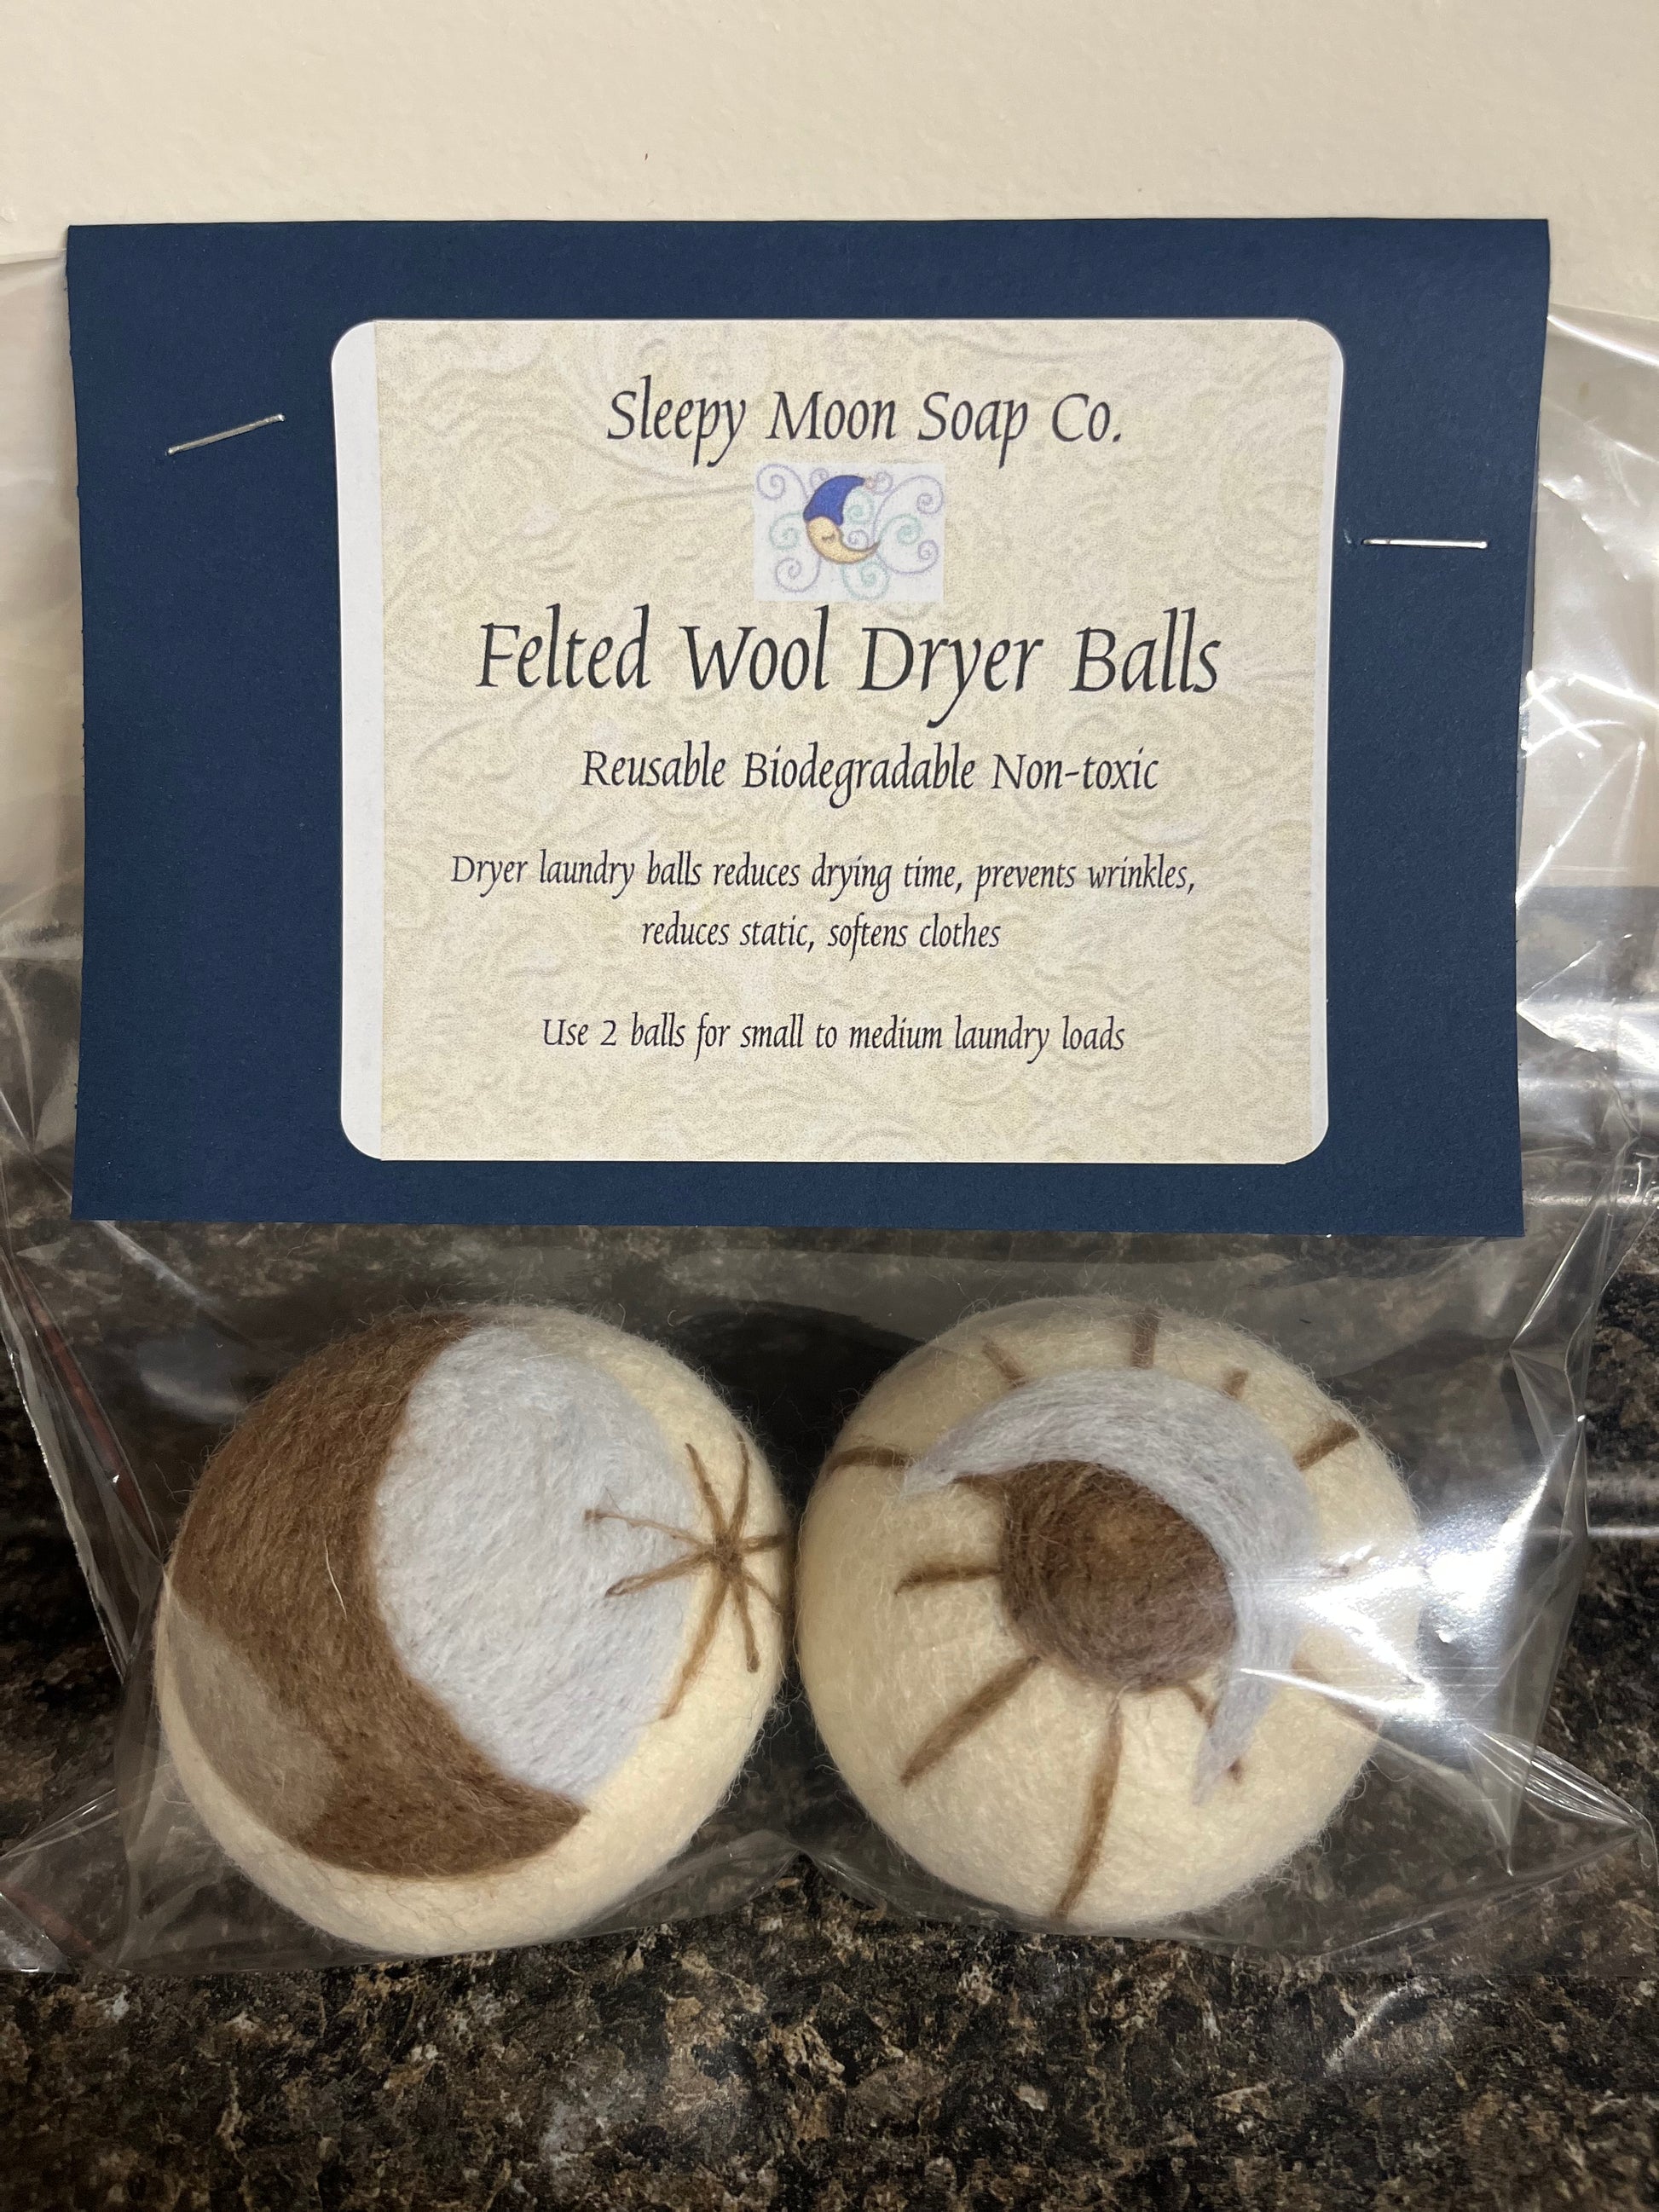 Sleepy Moon Soap Co.
Felted Wool Dryer Balls
Reusable Biodegradable Non-toxic
Dryer laundry balls reduces drying time, prevents wrinkles,
reduces static, softens clothes
Use 2 balls for small to medium laundry loads